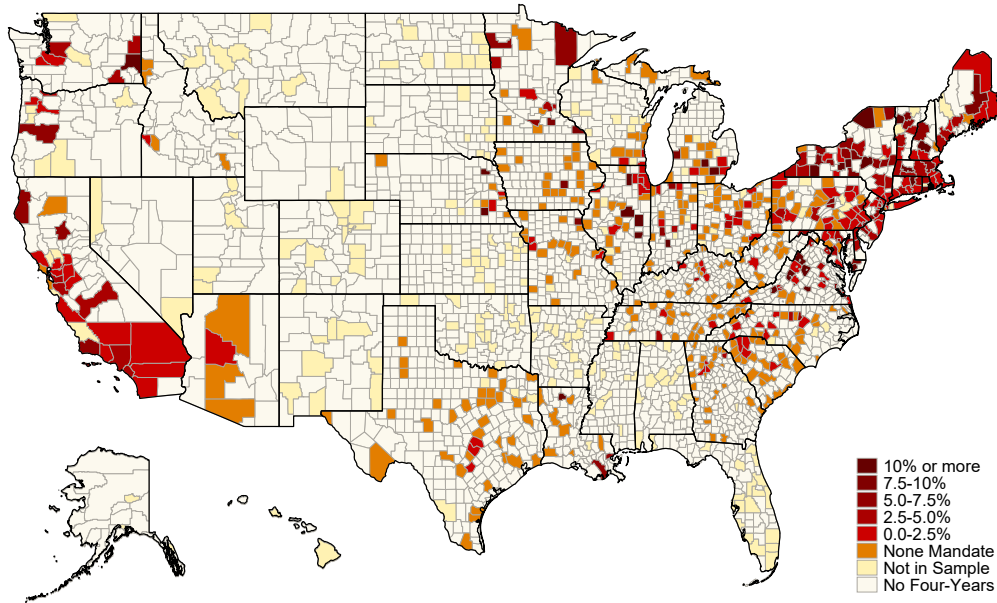 10% or more
7.5-10%
5.0-7.5%
2.5-5.0%
0.0-2.5%
None Mandate
Not in Sample
No Four-Years